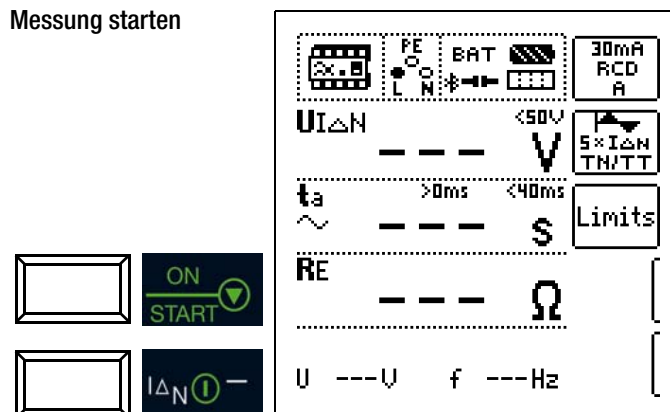 Messung starten
PE
L N
BAT
30mA
RCD
A
UI△N <50V
--- V
5×I△N
TN/TT
ta >0ms <40ms
~ --- s
Limits
RE
--- Ω
ON
START
I△N I –
U ---V f ---Hz